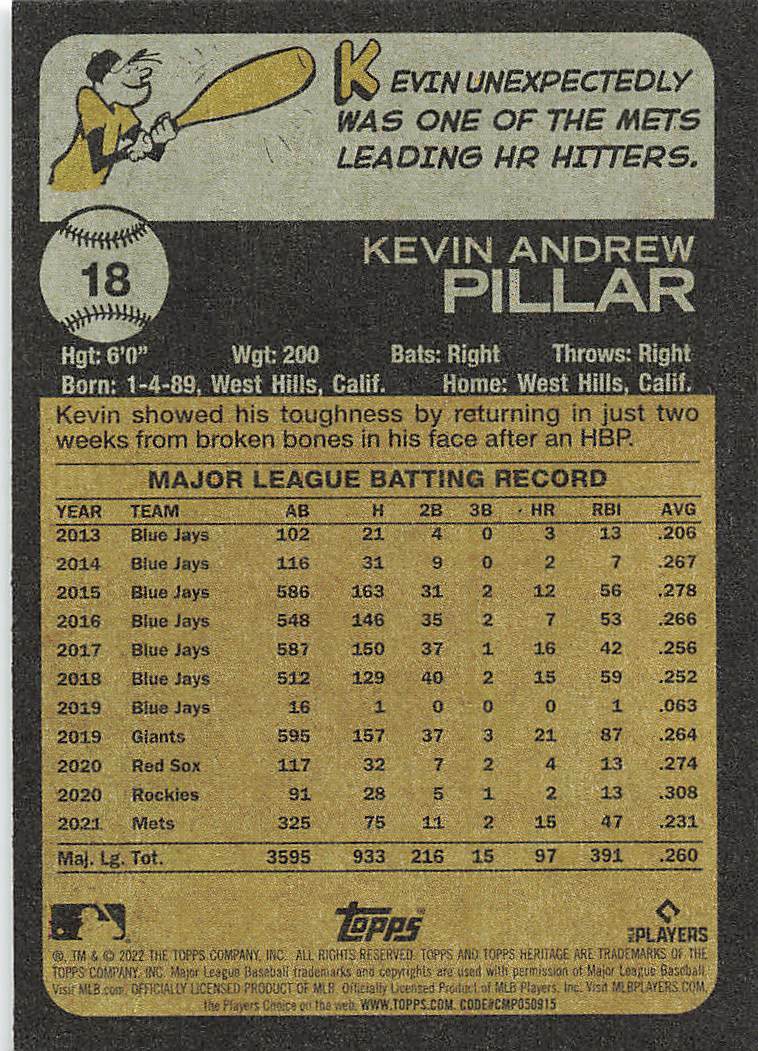 KEVIN UNEXPECTEDLY
WAS ONE OF THE METS
LEADING HR HITTERS.
18
KEVIN ANDREW
PILLAR
Hgt: 6'0" Wgt: 200 Bats: Right Throws: Right
Born: 1-4-89, West Hills, Calif. Home: West Hills, Calif.
Kevin showed his toughness by returning in just two
weeks from broken bones in his face after an HBP.
MAJOR LEAGUE BATTING RECORD
YEAR TEAM AB H 2B 3B HR RBI AVG
2013 Blue Jays 102 21 4 0 3 13 .206
2014 Blue Jays 116 31 9 0 2 7 .267
2015 Blue Jays 586 163 31 2 12 56 .278
2016 Blue Jays 548 146 35 2 7 53 .266
2017 Blue Jays 587 150 37 1 16 42 .256
2018 Blue Jays 512 129 40 2 15 59 .252
2019 Blue Jays 16 1 0 0 0 1 .063
2019 Giants 595 157 37 3 21 87 .264
2020 Red Sox 117 32 7 2 4 13 .274
2020 Rockies 91 28 5 1 2 13 .308
2021 Mets 325 75 11 2 15 47 .231
Maj. Lg. Tot. 3595 933 216 15 97 391 .260
Topps
MLB PLAYERS
®, TM & © 2022 THE TOPPS COMPANY, INC. ALL RIGHTS RESERVED. TOPPS AND TOPPS HERITAGE ARE TRADEMARKS OF THE
TOPPS COMPANY, INC. Major League Baseball trademarks and copyrights are used with permission of Major League Baseball.
Visit MLB.com. OFFICIALLY LICENSED PRODUCT OF MLB Officially Licensed Product of MLB Players, Inc. Visit MLBPLAYERS.COM,
the Players Choice on the web. WWW.TOPPS.COM. CODE#CMP050915